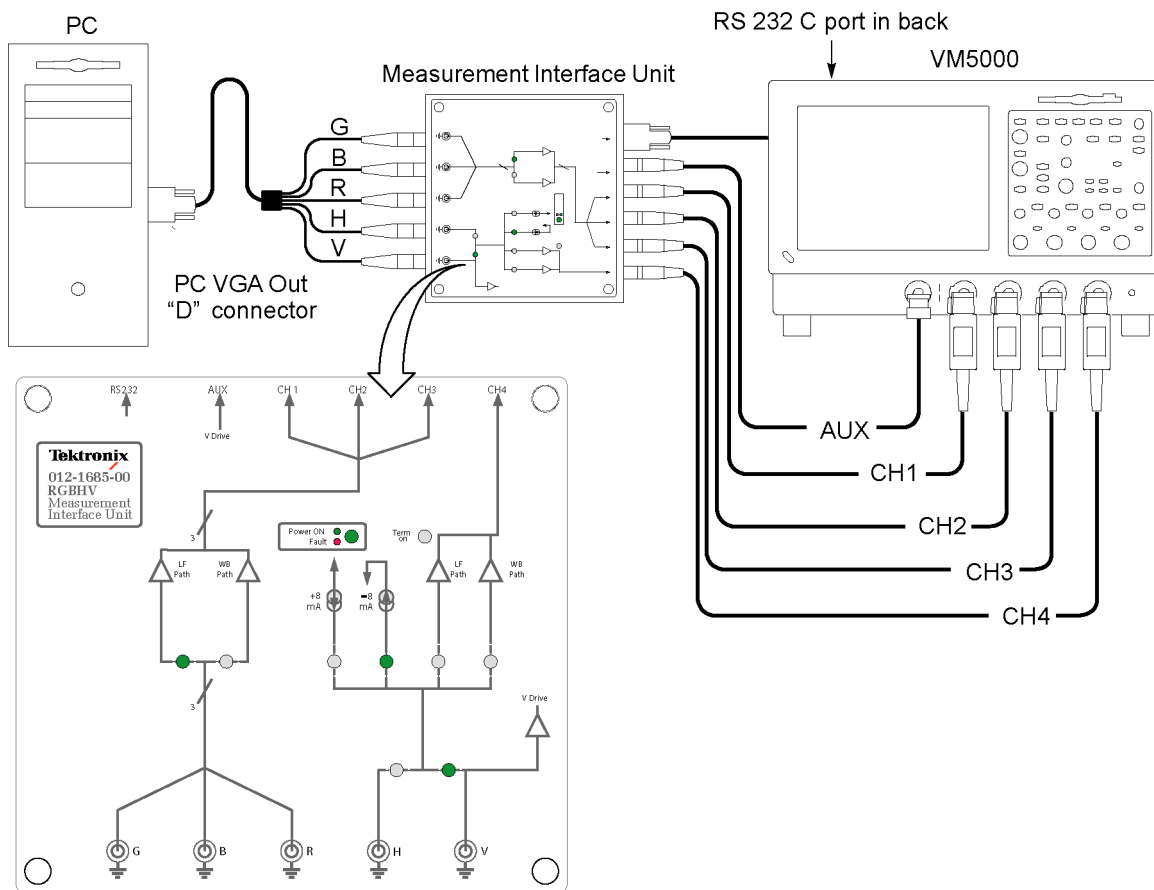 RS 232 C port in back
PC
VM5000
Measurement Interface Unit
G
B
R
H
V
PC VGA Out
“D” connector
AUX
CH1
CH2
CH3
CH4
RS232
AUX
CH 1
CH2
CH3
CH4
V Drive
Tektronix
012-1685-00
RGBHV
Measurement
Interface Unit
3
Power ON
Fault
Term
on
LF
Path
WB
Path
+8
mA
-8
mA
LF
Path
WB
Path
3
V Drive
G
B
R
H
V